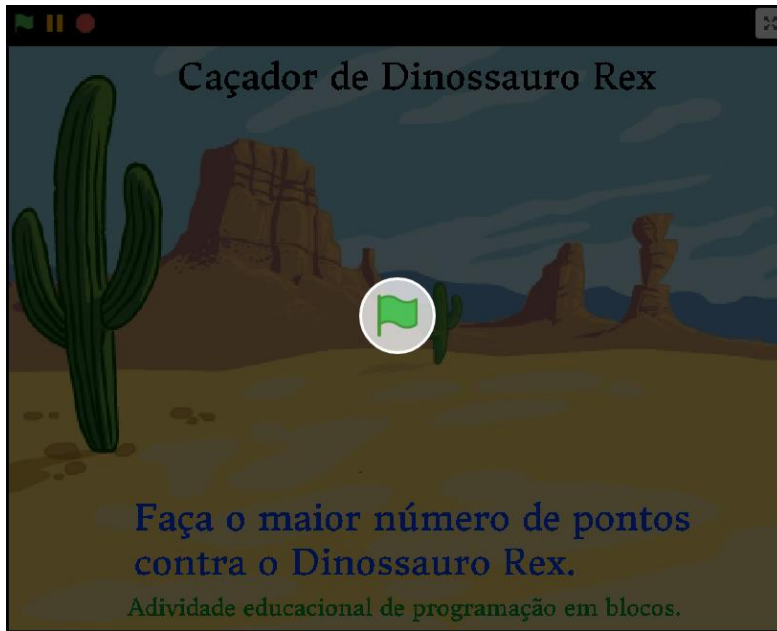 Caçador de Dinossauro Rex
Faça o maior número de pontos
contra o Dinossauro Rex.
Adividade educacional de programação em blocos.